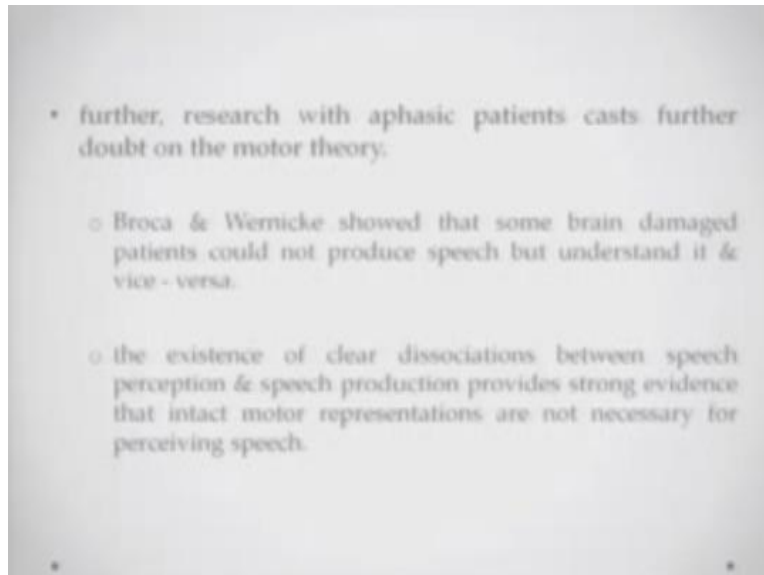 • further, research with aphasic patients casts further
doubt on the motor theory.
o Broca & Wernicke showed that some brain damaged
patients could not produce speech but understand it &
vice - versa.
o the existence of clear dissociations between speech
perception & speech production provides strong evidence
that intact motor representations are not necessary for
perceiving speech.